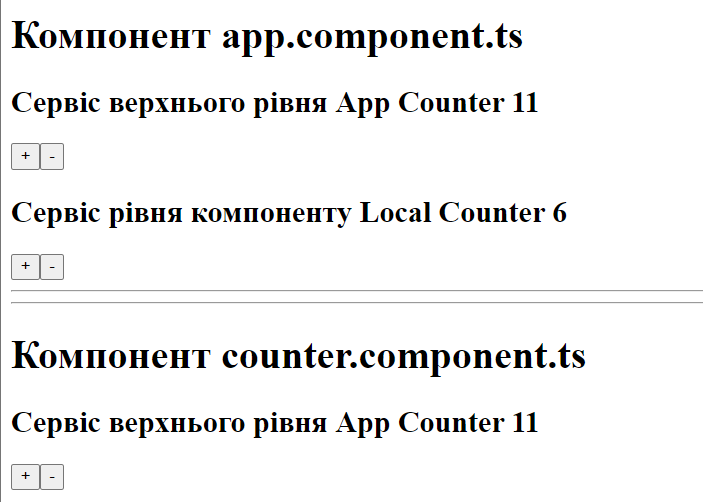 Компонент app.component.ts
Сервіс верхнього рівня App Counter 11
+ -
Сервіс рівня компоненту Local Counter 6
+ -
Компонент counter.component.ts
Сервіс верхнього рівня App Counter 11
+ -